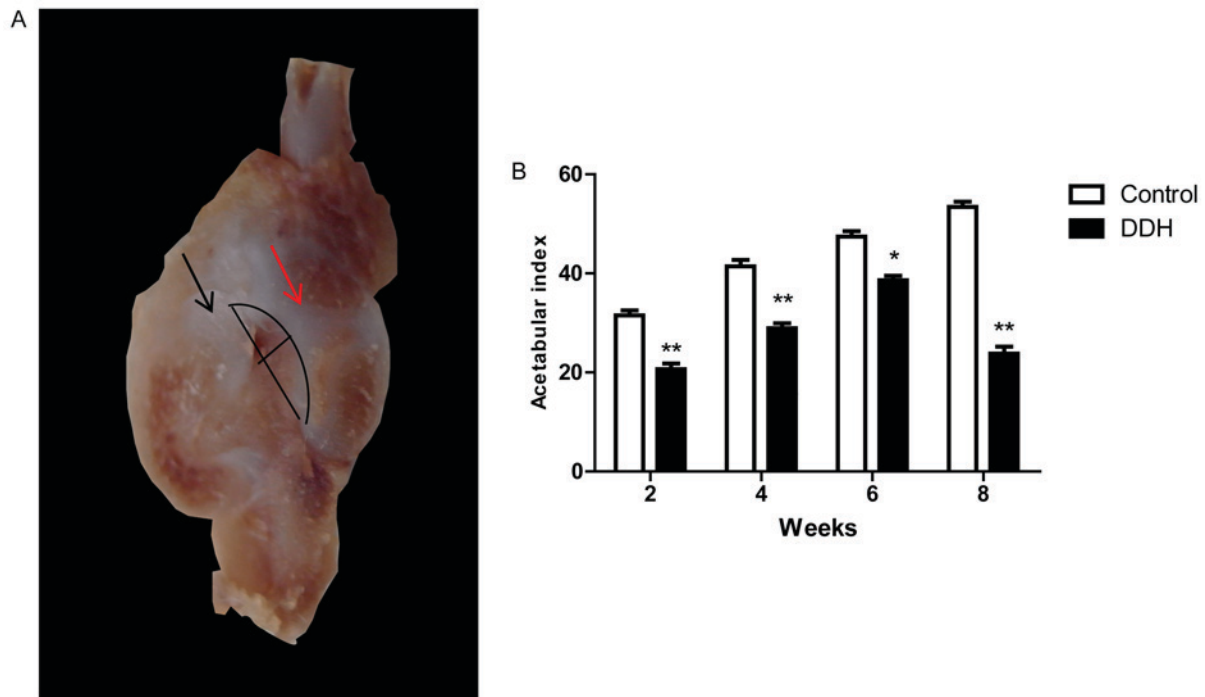 A
B
Acetabular index
60
40
20
0
**
**
*
**
2 4 6 8
Weeks
Control
DDH